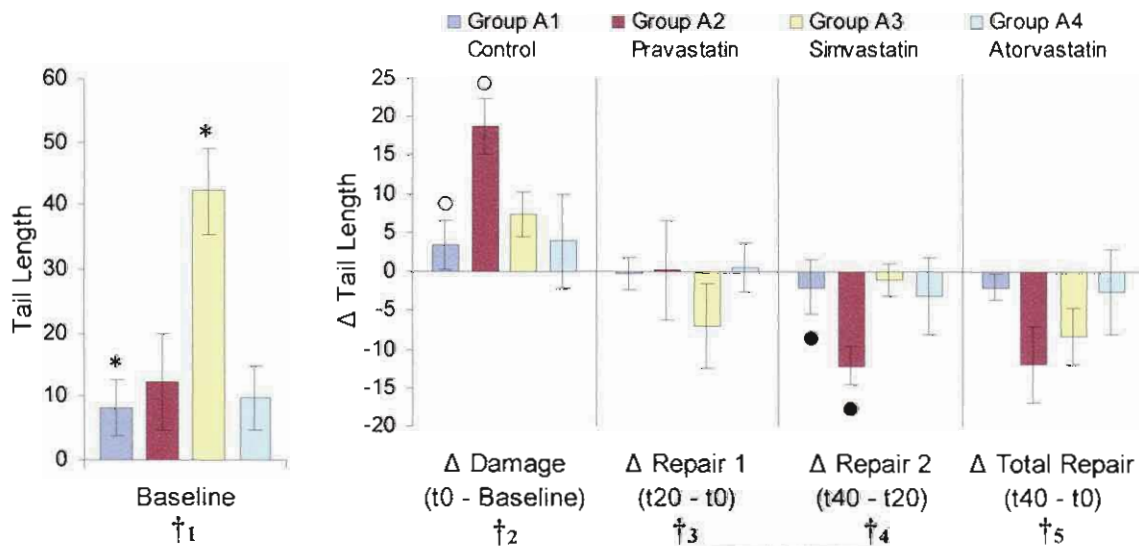 Group A1 Group A2 Group A3 Group A4
Control Pravastatin Simvastatin Atorvastatin
Tail Length
60
50
40
30
20
10
0
*
*
Baseline
†1
Δ Tail Length
25
20
15
10
5
0
-5
-10
-15
-20
Δ Damage
(t0 - Baseline)
†2
Δ Repair 1
(t20 - t0)
†3
Δ Repair 2
(t40 - t20)
†4
Δ Total Repair
(t40 - t0)
†5